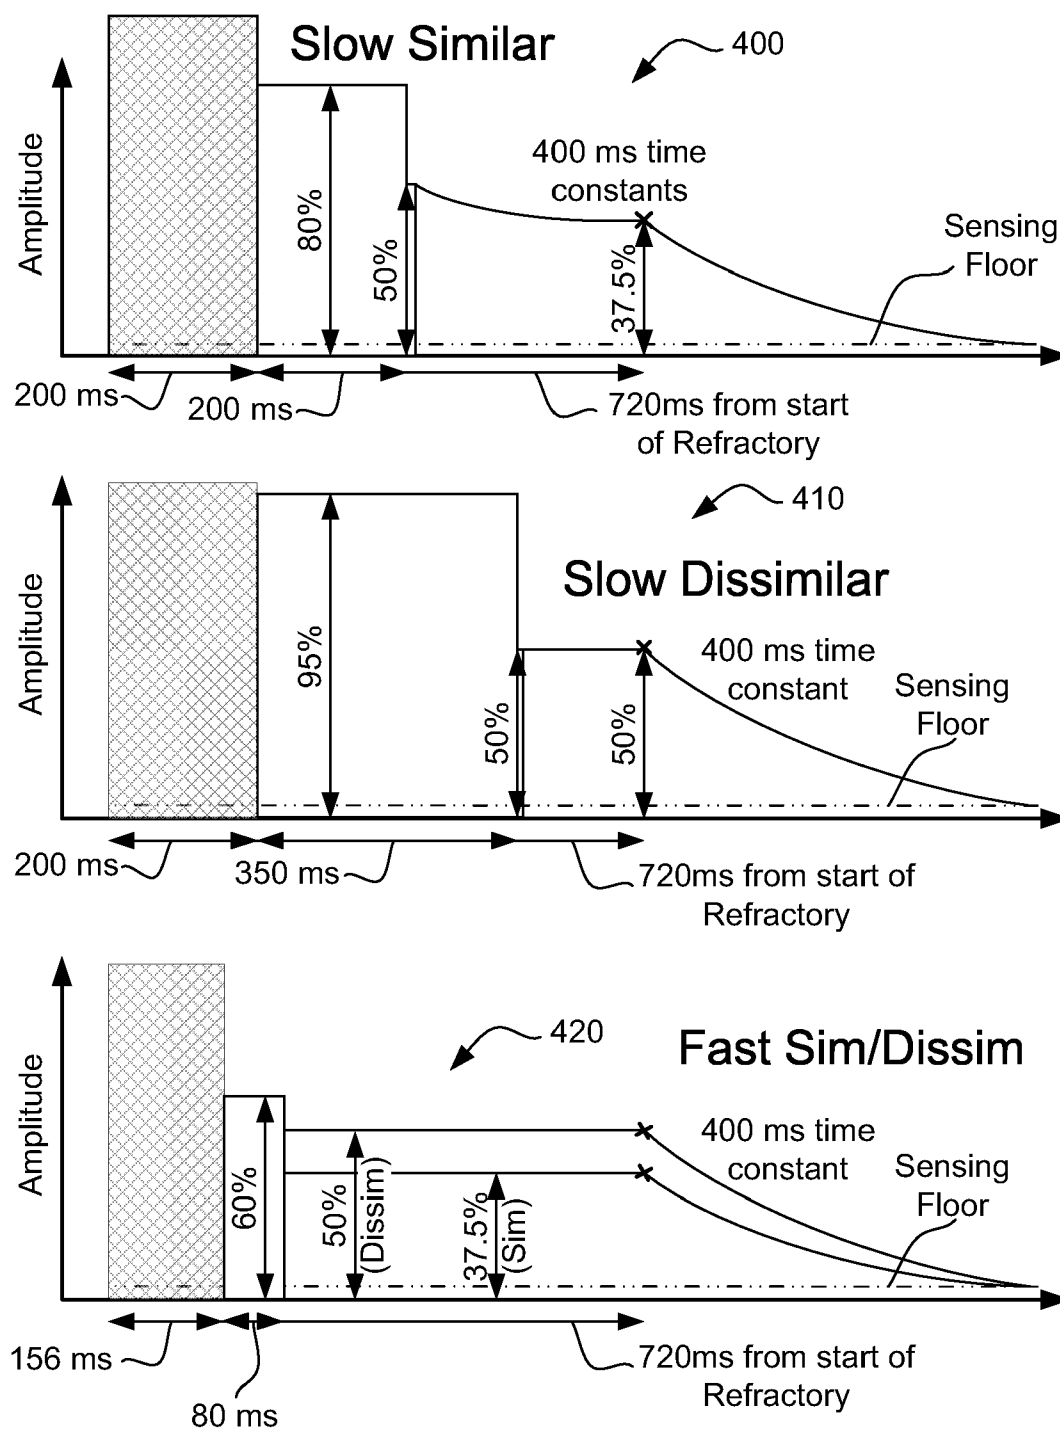 Slow Similar
400
Amplitude
80%
50%
400 ms time
constants
37.5%
Sensing
Floor
200 ms
200 ms
720ms from start
of Refractory
410
Slow Dissimilar
Amplitude
95%
50%
50%
400 ms time
constant
Sensing
Floor
200 ms
350 ms
720ms from start of
Refractory
420
Fast Sim/Dissim
Amplitude
60%
50%
(Dissim)
37.5%
(Sim)
400 ms time
constant
Sensing
Floor
156 ms
80 ms
720ms from start of
Refractory